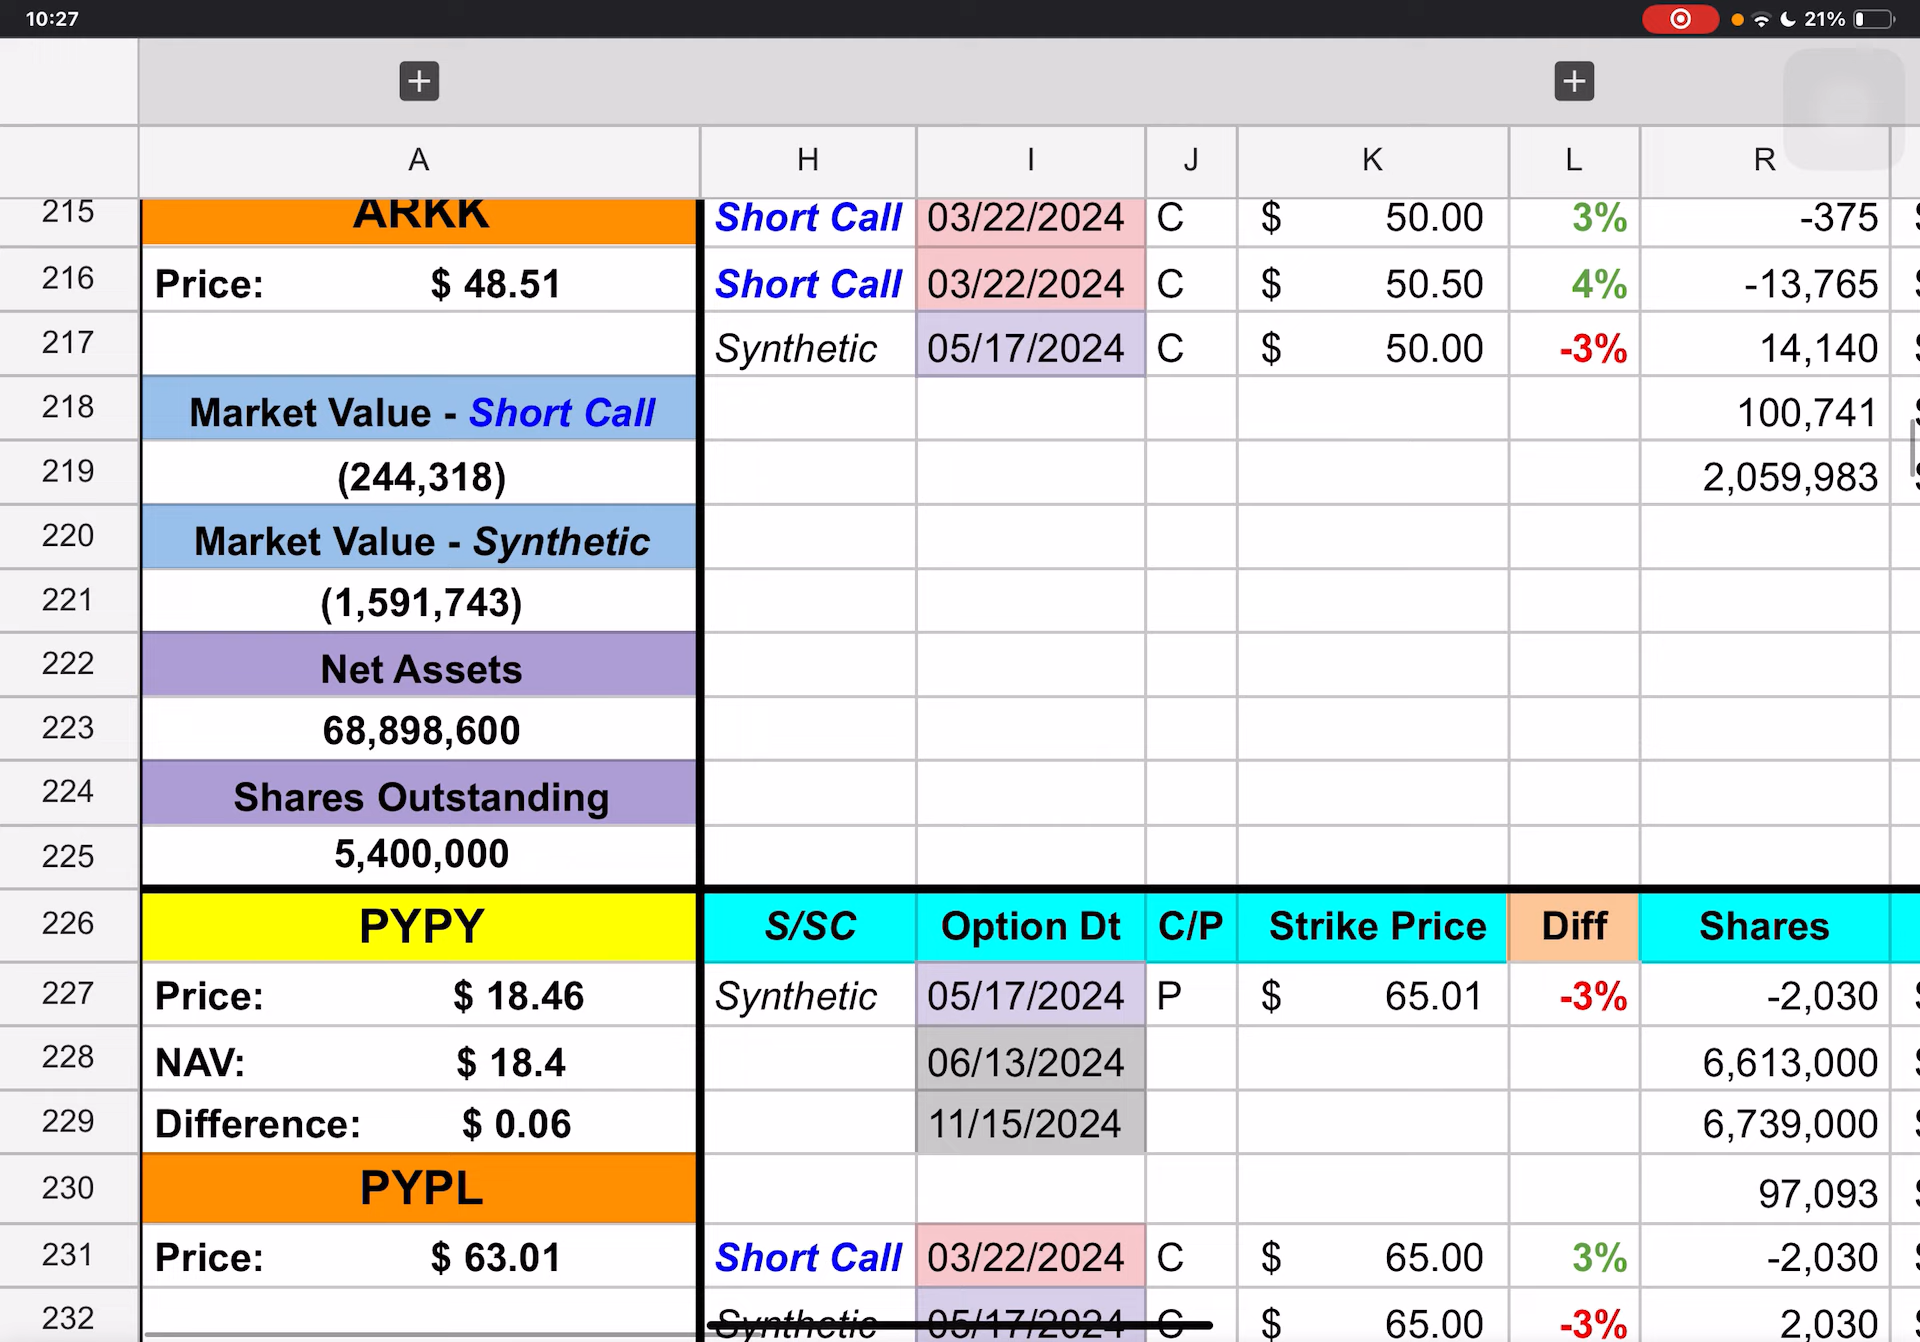 10:27 21%
A H I J K L R
215 ARKK Short Call 03/22/2024 C $ 50.00 3% -375
216 Price: $ 48.51 Short Call 03/22/2024 C $ 50.50 4% -13,765
217 Synthetic 05/17/2024 C $ 50.00 -3% 14,140
218 Market Value - Short Call 100,741
219 (244,318) 2,059,983
220 Market Value - Synthetic
221 (1,591,743)
222 Net Assets
223 68,898,600
224 Shares Outstanding
225 5,400,000
226 PYPY S/SC Option Dt C/P Strike Price Diff Shares
227 Price: $ 18.46 Synthetic 05/17/2024 P $ 65.01 -3% -2,030
228 NAV: $ 18.4 06/13/2024 6,613,000
229 Difference: $ 0.06 11/15/2024 6,739,000
230 PYPL 97,093
231 Price: $ 63.01 Short Call 03/22/2024 C $ 65.00 3% -2,030
232 Synthetic 05/17/2024 C $ 65.00 -3% 2,030